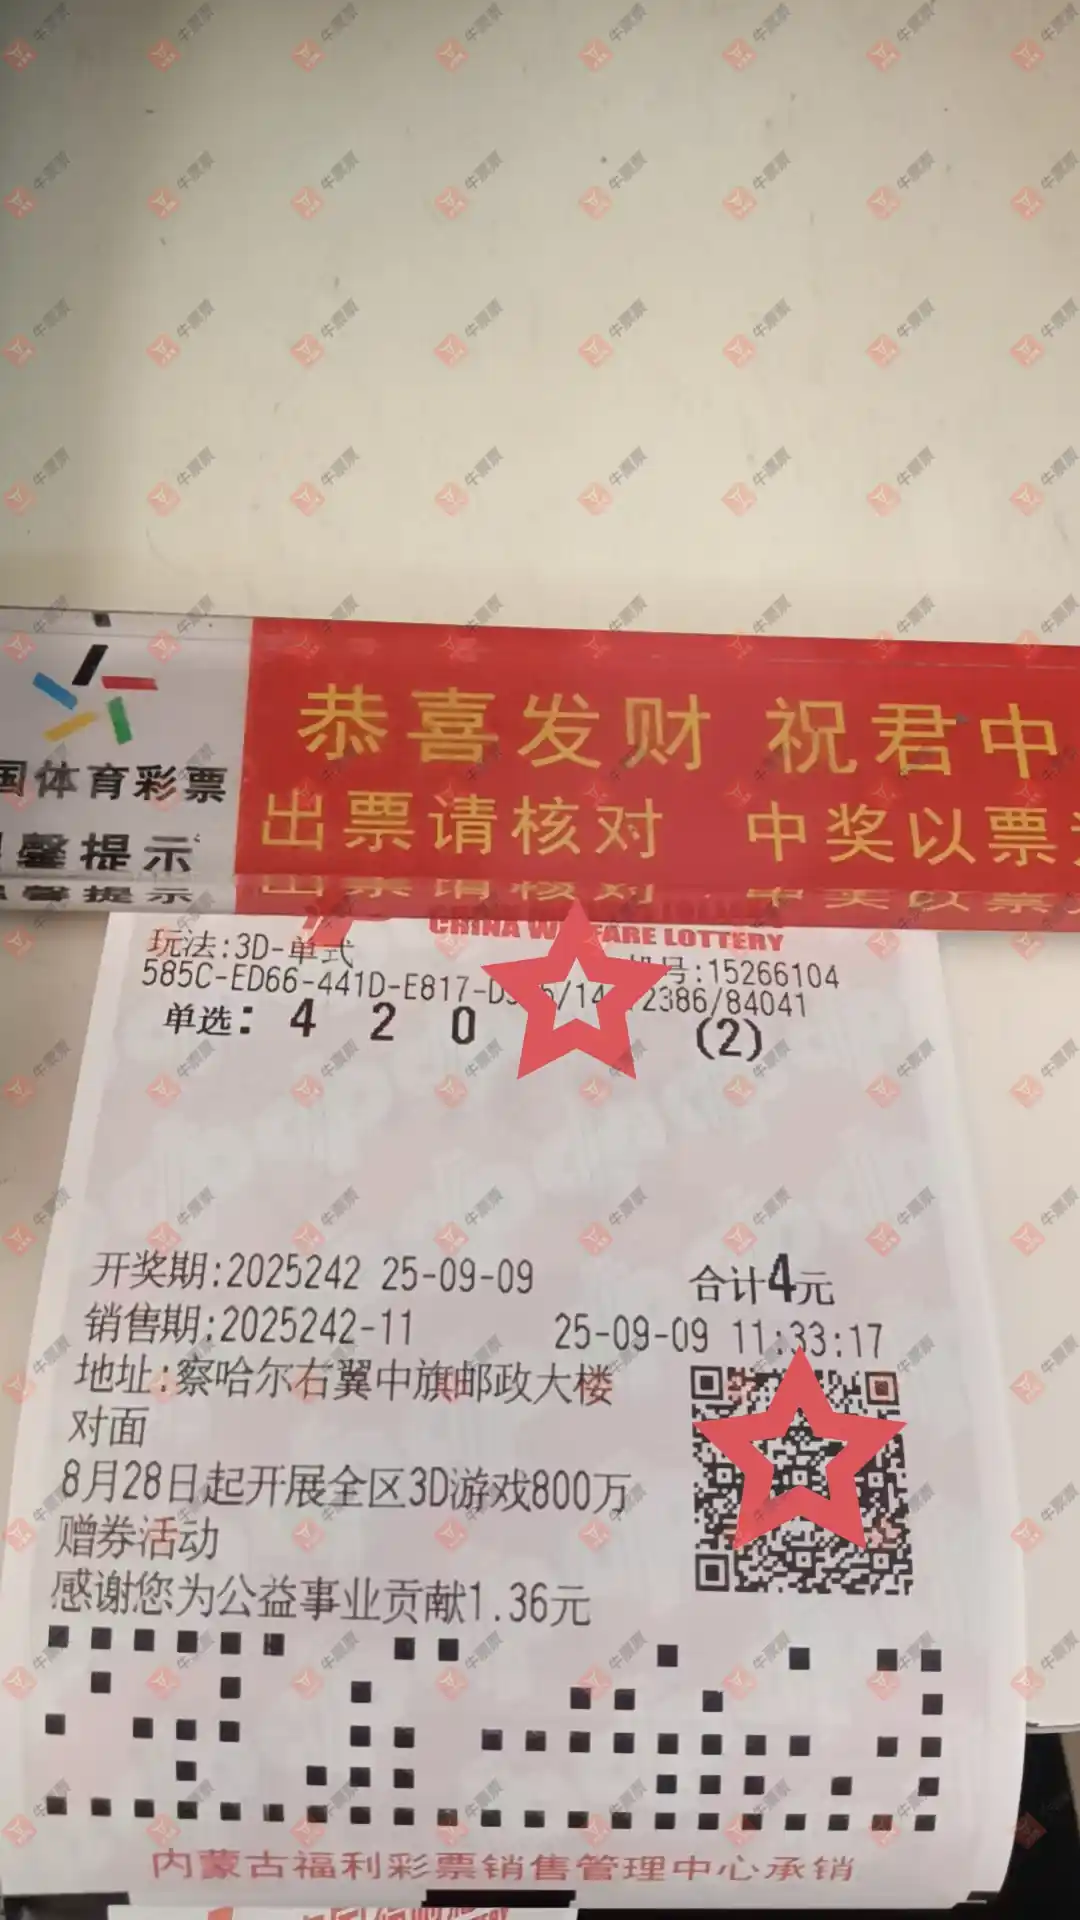 恭喜发财 祝君中
出票请核对 中奖以票
国体育彩票
馨提示
CHINA WELFARE LOTTERY
玩法:3D-单式
机号:15266104
585C-ED66-441D-E817-D
2386/84041
单选: 4 2 0 (2)
开奖期:2025242 25-09-09 合计4元
销售期:2025242-11 25-09-09 11:33:17
地址:察哈尔右翼中旗邮政大楼
对面
8月28日起开展全区3D游戏800万
赠券活动
感谢您为公益事业贡献1.36元
内蒙古福利彩票销售管理中心承销
牛票票